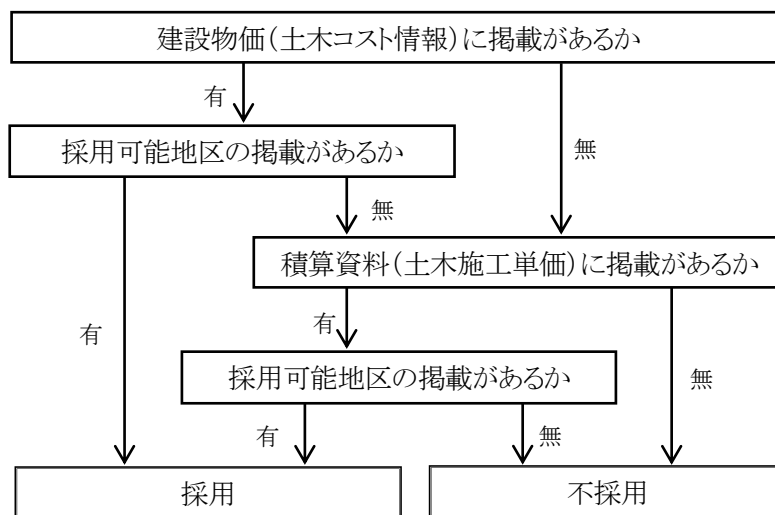 建設物価(土木コスト情報)に掲載があるか
有
採用可能地区の掲載があるか
無
無
積算資料(土木施工単価)に掲載があるか
有
有
採用可能地区の掲載があるか
無
有
無
採用
不採用